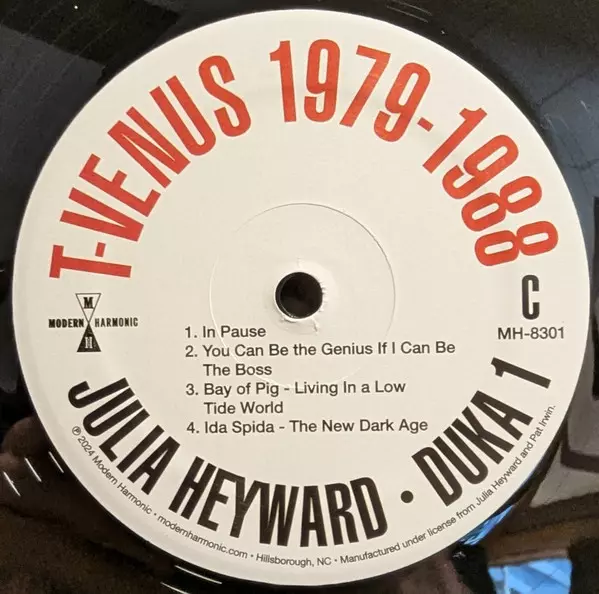 T-VENUS 1979-1988
M
MODERN HARMONIC
H
C
MH-8301
1. In Pause
2. You Can Be the Genius If I Can Be
The Boss
3. Bay of Pig - Living In a Low
Tide World
4. Ida Spida - The New Dark Age
JULIA HEYWARD • DUKA 1
℗ 2024 Modern Harmonic • modernharmonic.com • Hillsborough, NC • Manufactured under license from Julia Heyward and Pat Irwin.